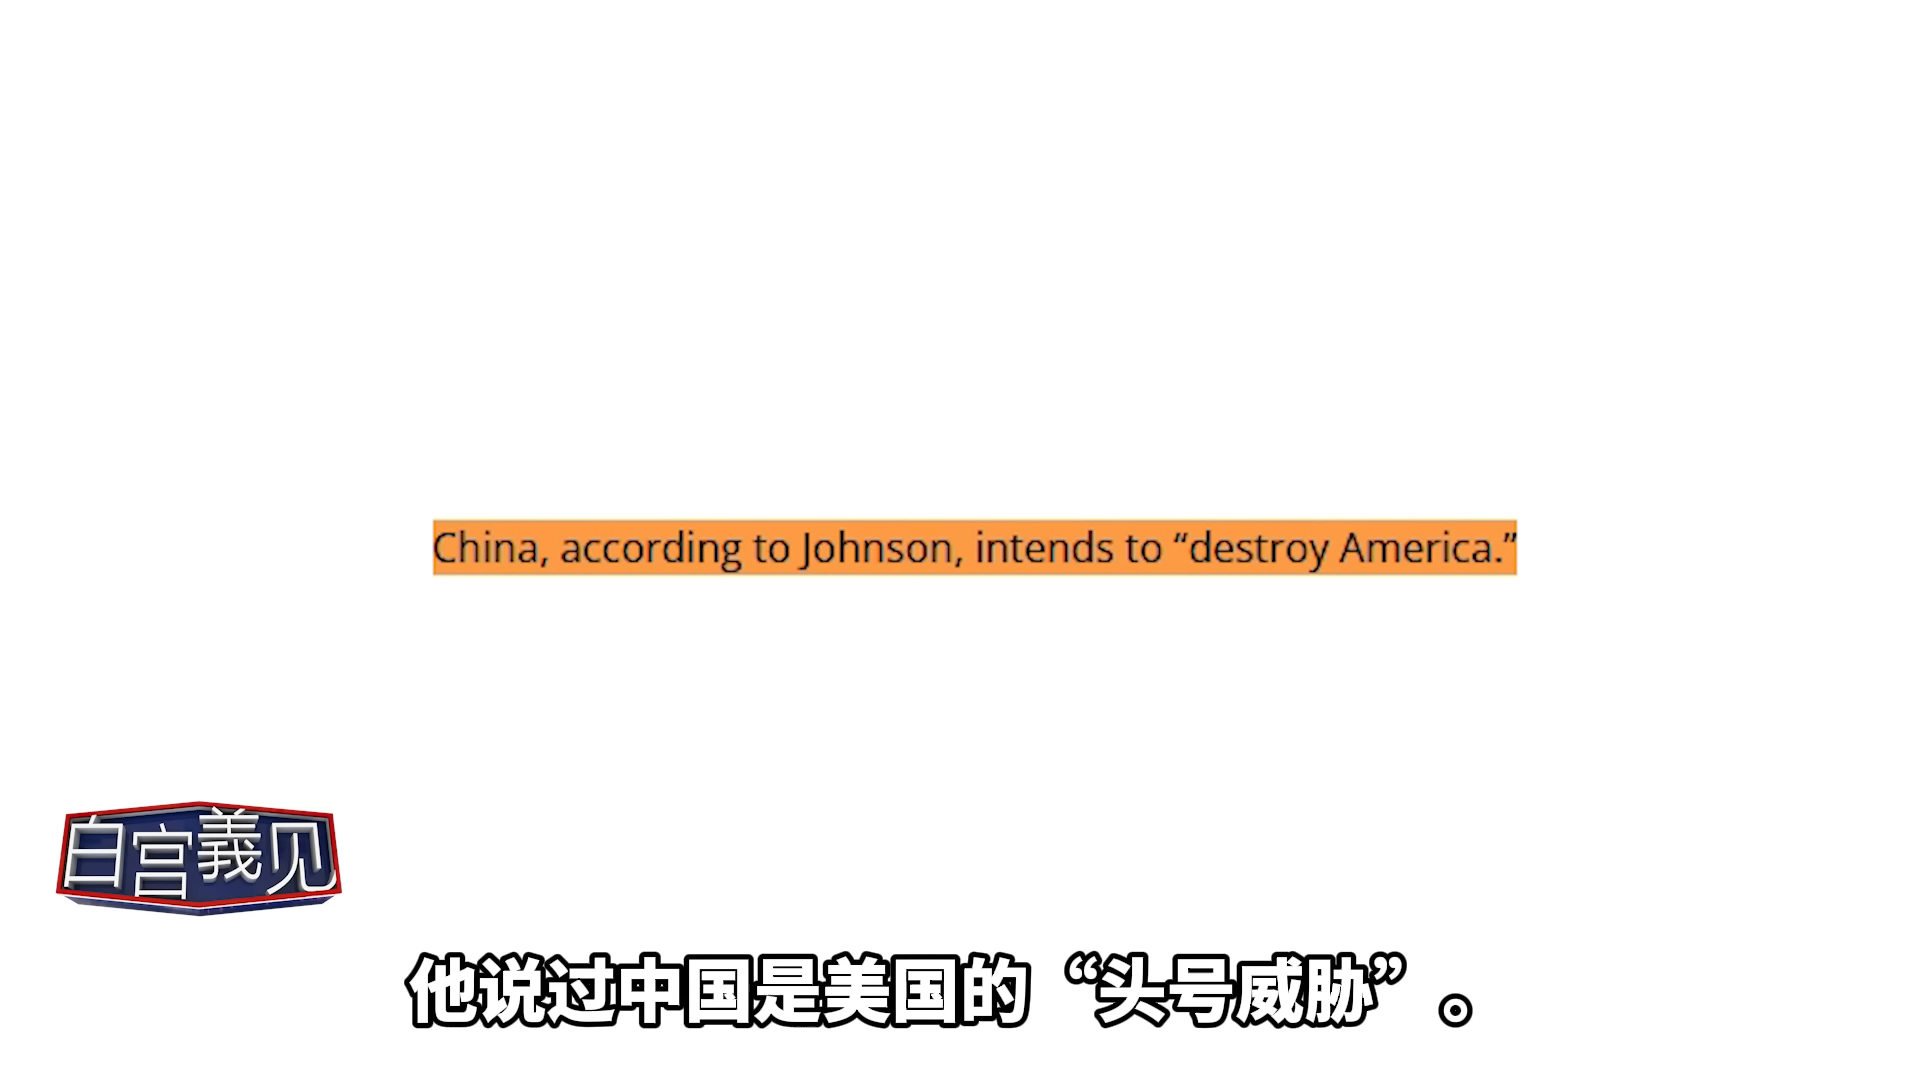 China, according to Johnson, intends to “destroy America.”
白宫義见
他说过中国是美国的“头号威胁”。